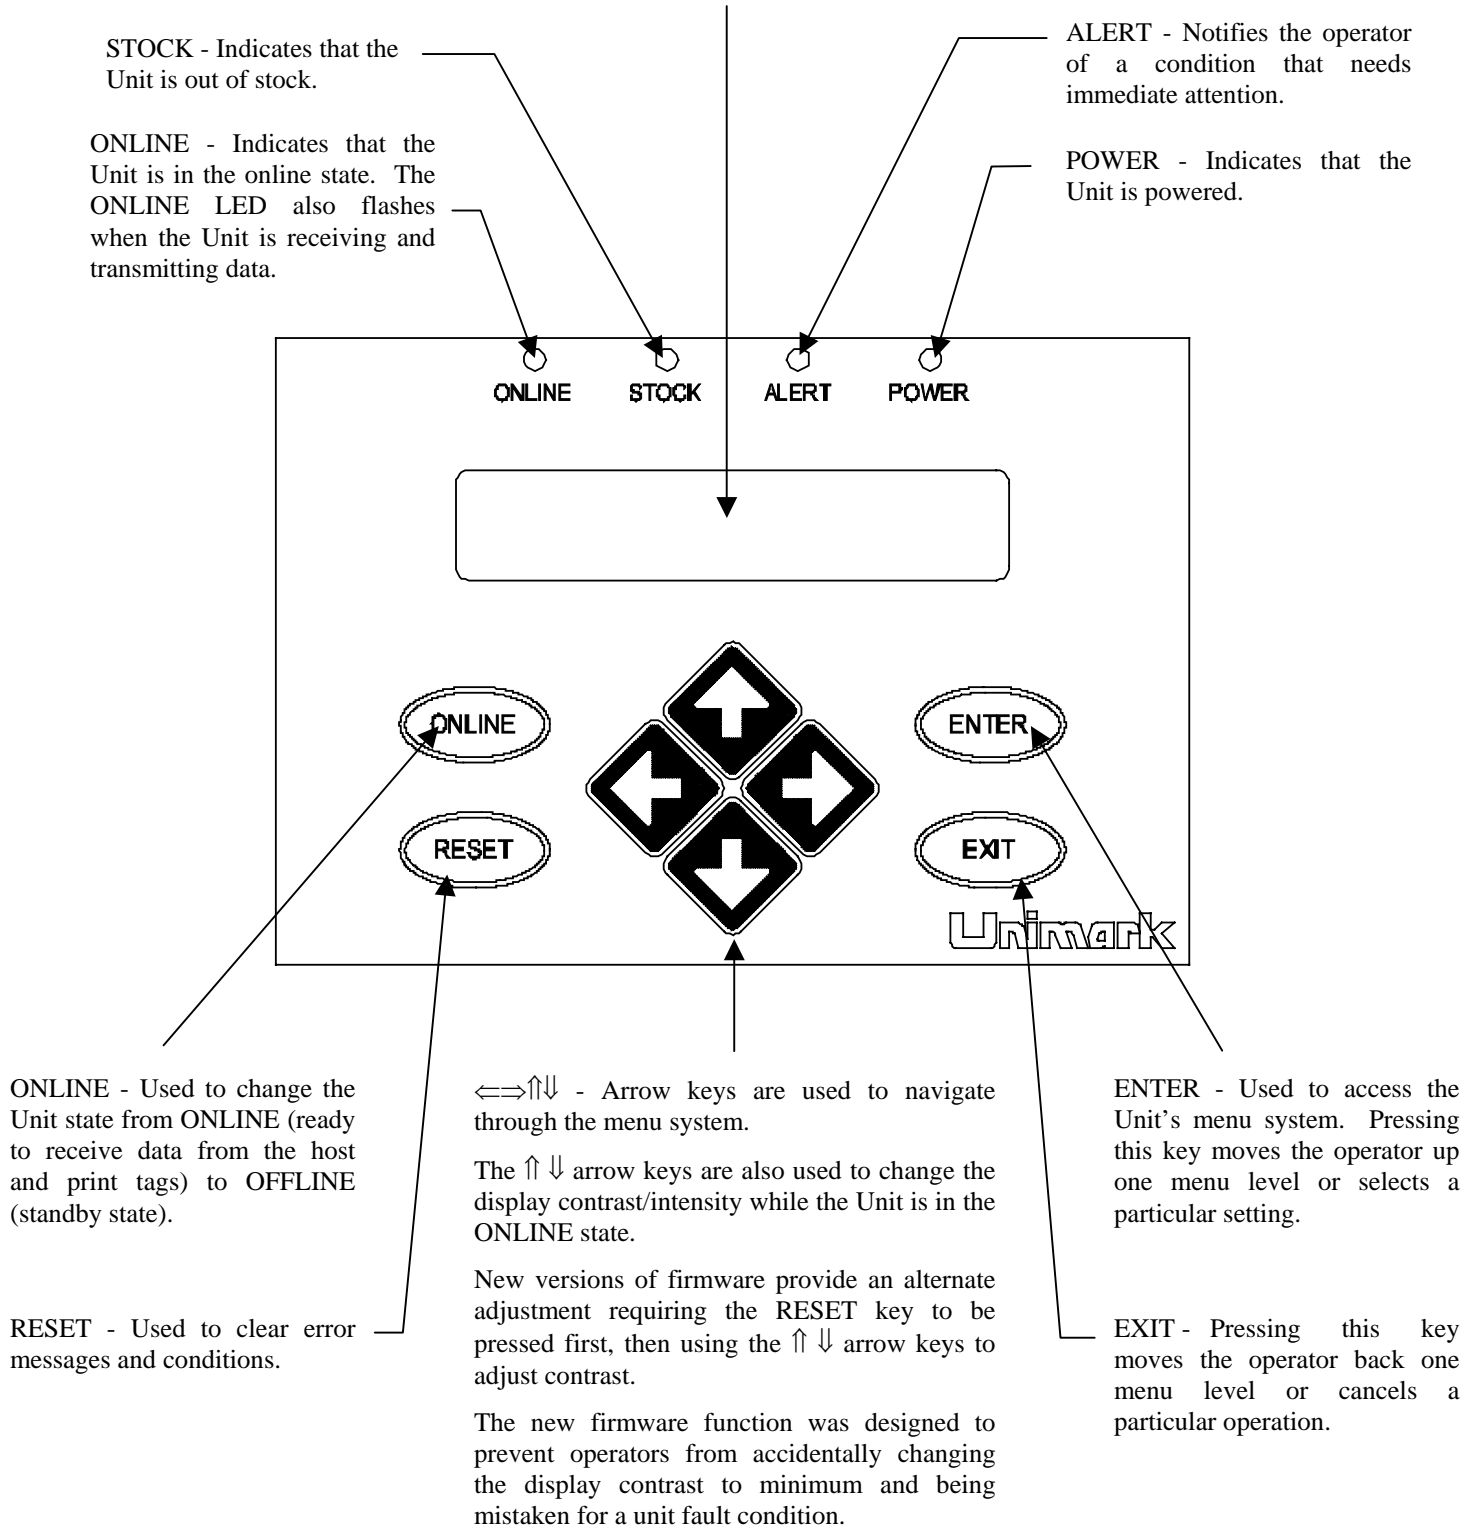 STOCK - Indicates that the
Unit is out of stock.
ALERT - Notifies the operator
of a condition that needs
immediate attention.
ONLINE - Indicates that the
Unit is in the online state. The
ONLINE LED also flashes
when the Unit is receiving and
transmitting data.
POWER - Indicates that the
Unit is powered.
ONLINE STOCK ALERT POWER
ONLINE
ENTER
RESET
EXIT
Unimark
ONLINE - Used to change the
Unit state from ONLINE (ready
to receive data from the host
and print tags) to OFFLINE
(standby state).
RESET - Used to clear error
messages and conditions.
⇐⇒⇑⇓ - Arrow keys are used to navigate
through the menu system.
The ⇑ ⇓ arrow keys are also used to change the
display contrast/intensity while the Unit is in the
ONLINE state.
New versions of firmware provide an alternate
adjustment requiring the RESET key to be
pressed first, then using the ⇑ ⇓ arrow keys to
adjust contrast.
The new firmware function was designed to
prevent operators from accidentally changing
the display contrast to minimum and being
mistaken for a unit fault condition.
ENTER - Used to access the
Unit’s menu system. Pressing
this key moves the operator up
one menu level or selects a
particular setting.
EXIT - Pressing this key
moves the operator back one
menu level or cancels a
particular operation.